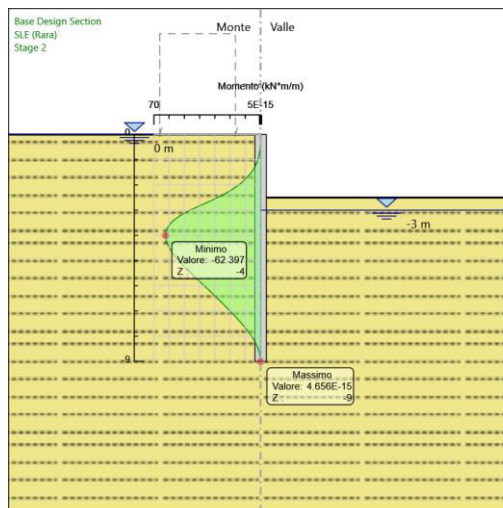 Base Design Section
SLE (Rara)
Stage 2
Monte
Valle
Momento (kN*m/m)
70
5E-15
0
0 m
-3 m
Minimo
Valore: -62.397
Z : -4
-9
Massimo
Valore: 4.656E-15
Z : -9